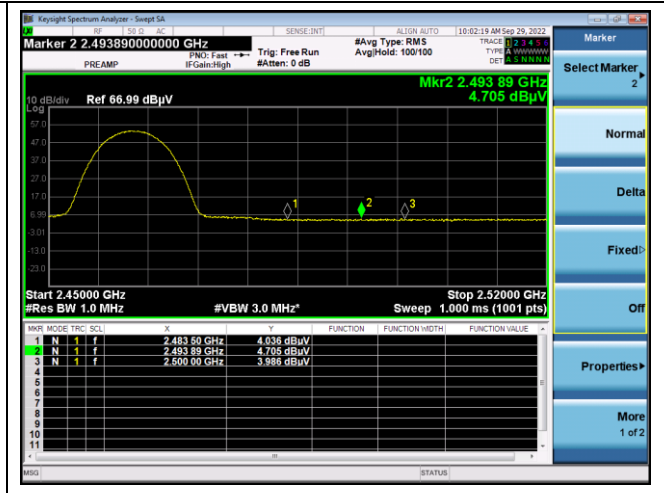 Keysight Spectrum Analyzer - Swept SA
RF 50 Ω AC SENSE:INT ALIGN AUTO 10:02:19 AM Sep 29, 2022
Marker 2 2.493890000000 GHz
PREAMP
PNO: Fast
IFGain:High
Trig: Free Run
#Atten: 0 dB
#Avg Type: RMS
Avg|Hold: 100/100
TRACE 1 2 3 4 5 6
TYPE A WWWWW
DET A S N N N N
Mkr2 2.493 89 GHz
4.705 dBµV
10 dB/div Ref 66.99 dBµV
Log
57.0
47.0
37.0
27.0
17.0
6.99
-3.01
-13.0
-23.0
1
2
3
Start 2.45000 GHz Stop 2.52000 GHz
#Res BW 1.0 MHz #VBW 3.0 MHz* Sweep 1.000 ms (1001 pts)
MKR MODE TRC SCL X Y FUNCTION FUNCTION WIDTH FUNCTION VALUE
1 N 1 f 2.483 50 GHz 4.036 dBuV
2 N 1 f 2.493 89 GHz 4.705 dBuV
3 N 1 f 2.500 00 GHz 3.986 dBuV
4
5
6
7
8
9
10
11
MSG STATUS
Marker
Select Marker
2
Normal
Delta
Fixed
Off
Properties
More
1 of 2